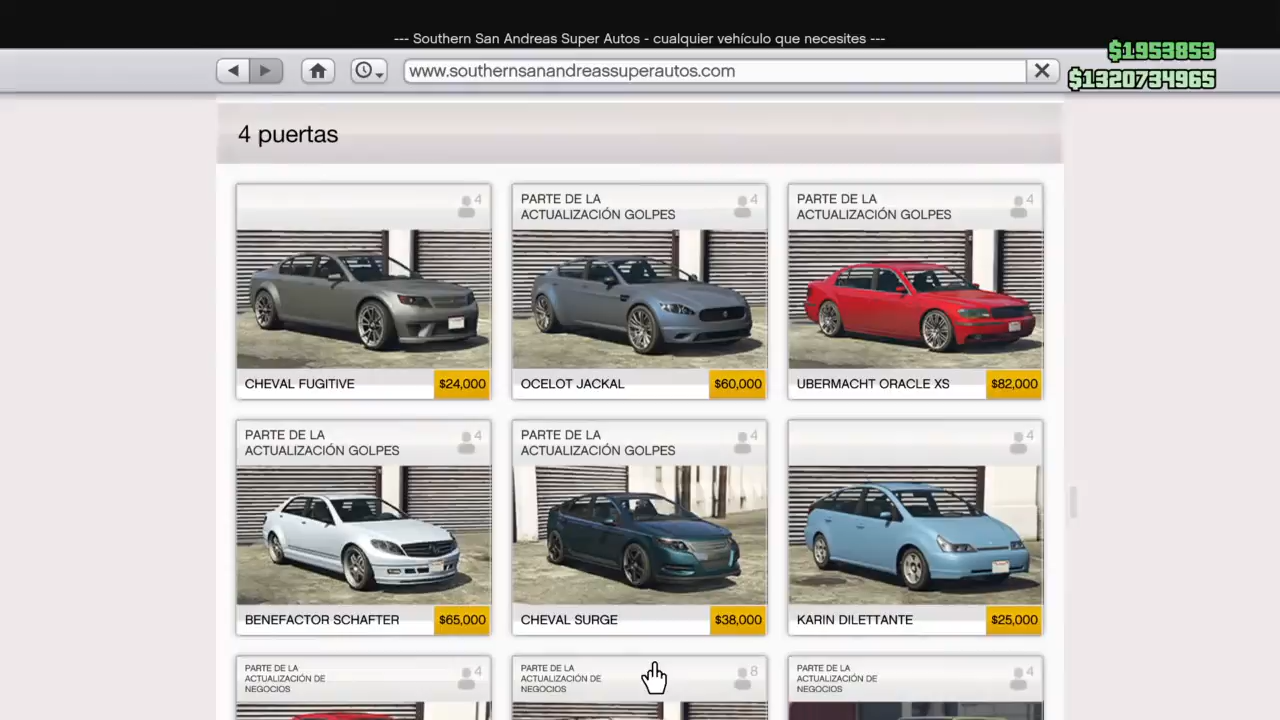 --- Southern San Andreas Super Autos - cualquier vehículo que necesites ---
$1953853
www.southernsanandreassuperautos.com
$1320734965
4 puertas
4
PARTE DE LA
ACTUALIZACIÓN GOLPES
4
PARTE DE LA
ACTUALIZACIÓN GOLPES
4
CHEVAL FUGITIVE
$24,000
OCELOT JACKAL
$60,000
UBERMACHT ORACLE XS
$82,000
PARTE DE LA
ACTUALIZACIÓN GOLPES
4
PARTE DE LA
ACTUALIZACIÓN GOLPES
4
4
BENEFACTOR SCHAFTER
$65,000
CHEVAL SURGE
$38,000
KARIN DILETTANTE
$25,000
PARTE DE LA
ACTUALIZACIÓN DE
NEGOCIOS
4
PARTE DE LA
ACTUALIZACIÓN DE
NEGOCIOS
8
PARTE DE LA
ACTUALIZACIÓN DE
NEGOCIOS
4